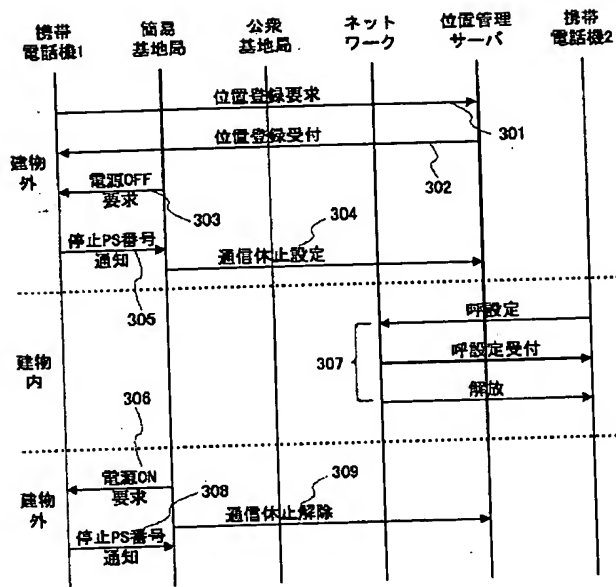 携帯
電話機1
簡易
基地局
公衆
基地局
ネット
ワーク
位置管理
サーバ
携帯
電話機2
位置登録要求
301
位置登録受付
302
建物
外
電源OFF
要求
303
304
停止PS番号
通知
通信休止設定
305
呼設定
307
呼設定受付
建物
内
解放
306
電源ON
要求
308
309
建物
外
通信休止解除
停止PS番号
通知